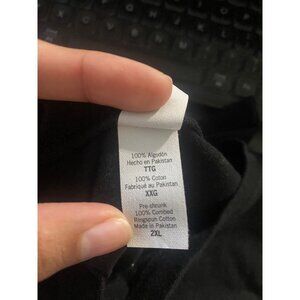 100% Algodón
Hecho en Pakistan
TTG
100% Coton
Fabriqué au Pakistan
XXG
Pre-shrunk
100% Combed
Ringspun Cotton
Made in Pakistan
2XL